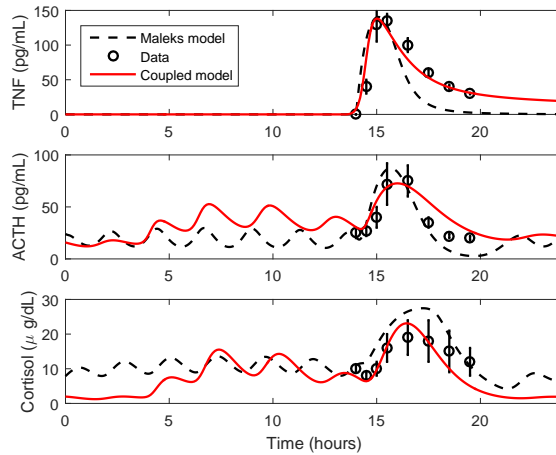 TNF (pg/mL)
150
100
50
0
Maleks model
Data
Coupled model
0 5 10 15 20
ACTH (pg/mL)
100
50
0
0 5 10 15 20
Cortisol (μ g/dL)
30
20
10
0
0 5 10 15 20
Time (hours)